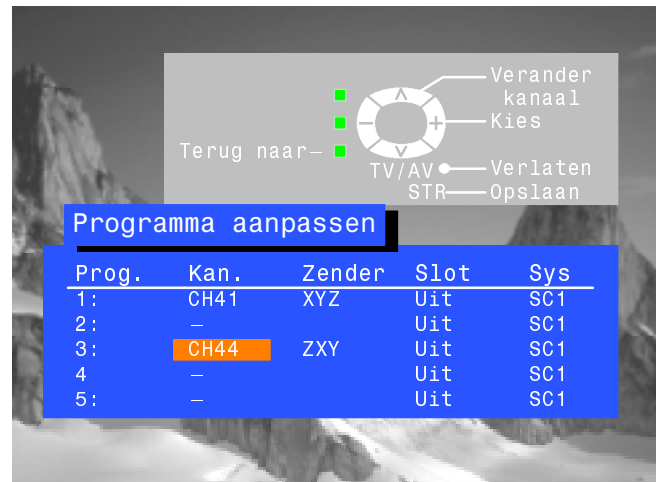 Verander
kanaal
Kies
Terug naar–
TV/AV Verlaten
STR Opslaan
Programma aanpassen
Prog. Kan. Zender Slot Sys
1: CH41 XYZ Uit SC1
2: – Uit SC1
3: CH44 ZXY Uit SC1
4 – Uit SC1
5: – Uit SC1